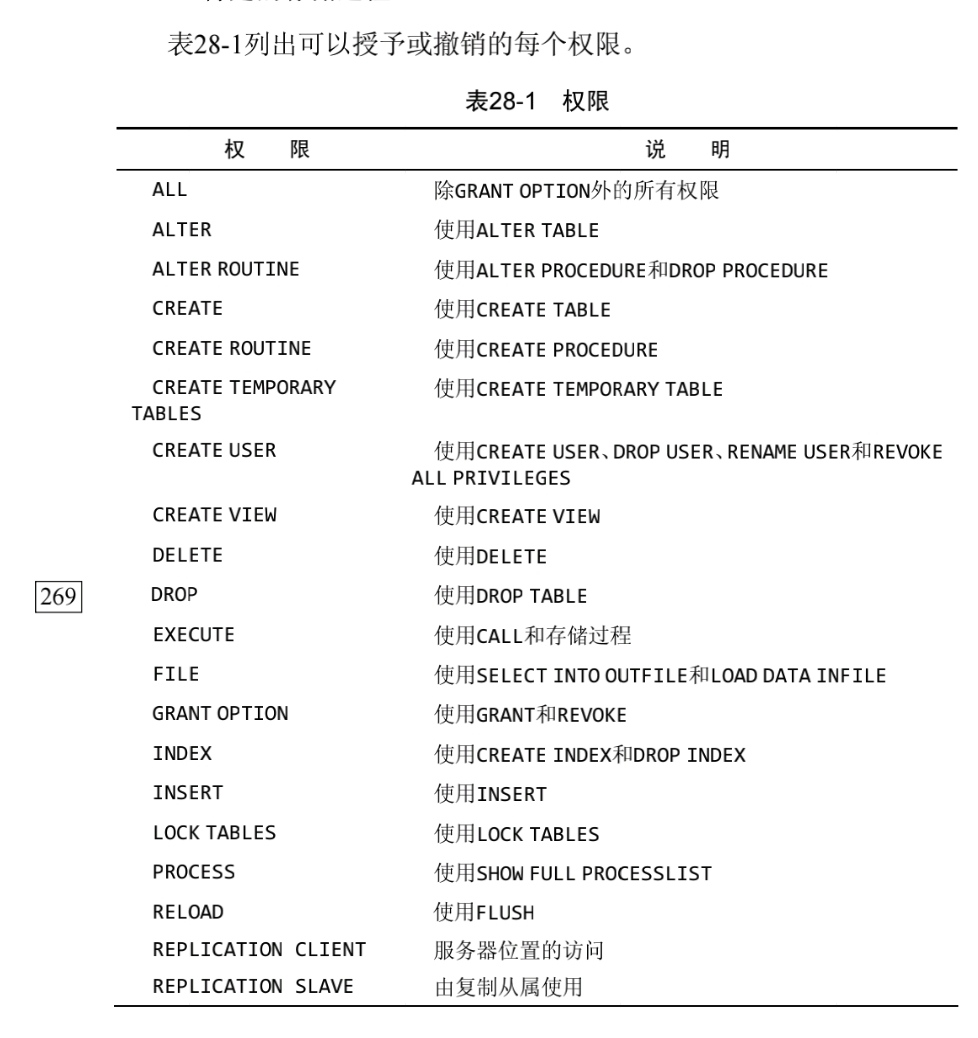 表28-1列出可以授予或撤销的每个权限。
表28-1 权限
权 限 说 明
ALL 除GRANT OPTION外的所有权限
ALTER 使用ALTER TABLE
ALTER ROUTINE 使用ALTER PROCEDURE和DROP PROCEDURE
CREATE 使用CREATE TABLE
CREATE ROUTINE 使用CREATE PROCEDURE
CREATE TEMPORARY 使用CREATE TEMPORARY TABLE
TABLES
CREATE USER 使用CREATE USER、DROP USER、RENAME USER和REVOKE
ALL PRIVILEGES
CREATE VIEW 使用CREATE VIEW
DELETE 使用DELETE
269 DROP 使用DROP TABLE
EXECUTE 使用CALL和存储过程
FILE 使用SELECT INTO OUTFILE和LOAD DATA INFILE
GRANT OPTION 使用GRANT和REVOKE
INDEX 使用CREATE INDEX和DROP INDEX
INSERT 使用INSERT
LOCK TABLES 使用LOCK TABLES
PROCESS 使用SHOW FULL PROCESSLIST
RELOAD 使用FLUSH
REPLICATION CLIENT 服务器位置的访问
REPLICATION SLAVE 由复制从属使用